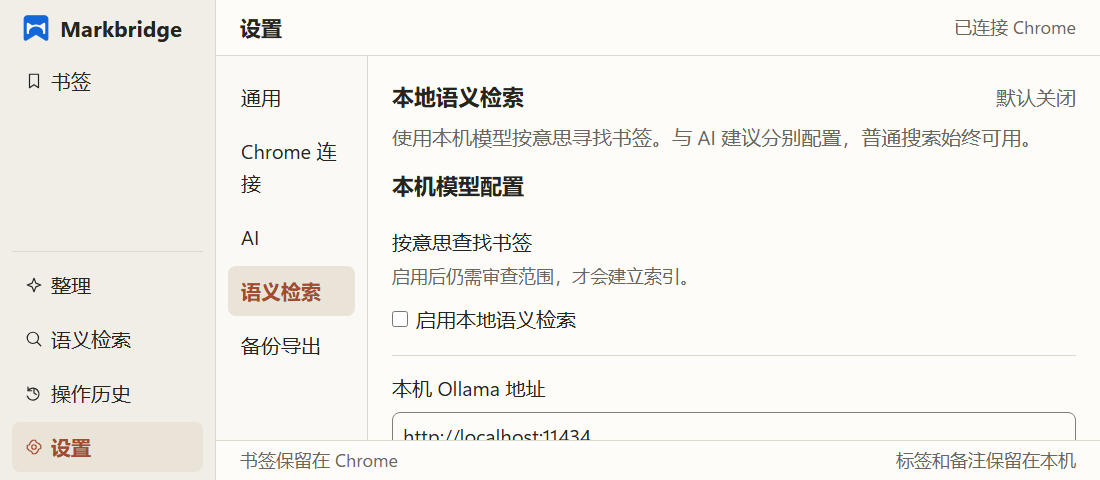 Markbridge
书签
整理
语义检索
操作历史
设置
设置
已连接 Chrome
通用
Chrome 连
接
AI
语义检索
备份导出
本地语义检索
默认关闭
使用本机模型按意思寻找书签。与 AI 建议分别配置，普通搜索始终可用。
本机模型配置
按意思查找书签
启用后仍需审查范围，才会建立索引。
启用本地语义检索
本机 Ollama 地址
http://localhost:11434
书签保留在 Chrome
标签和备注保留在本机